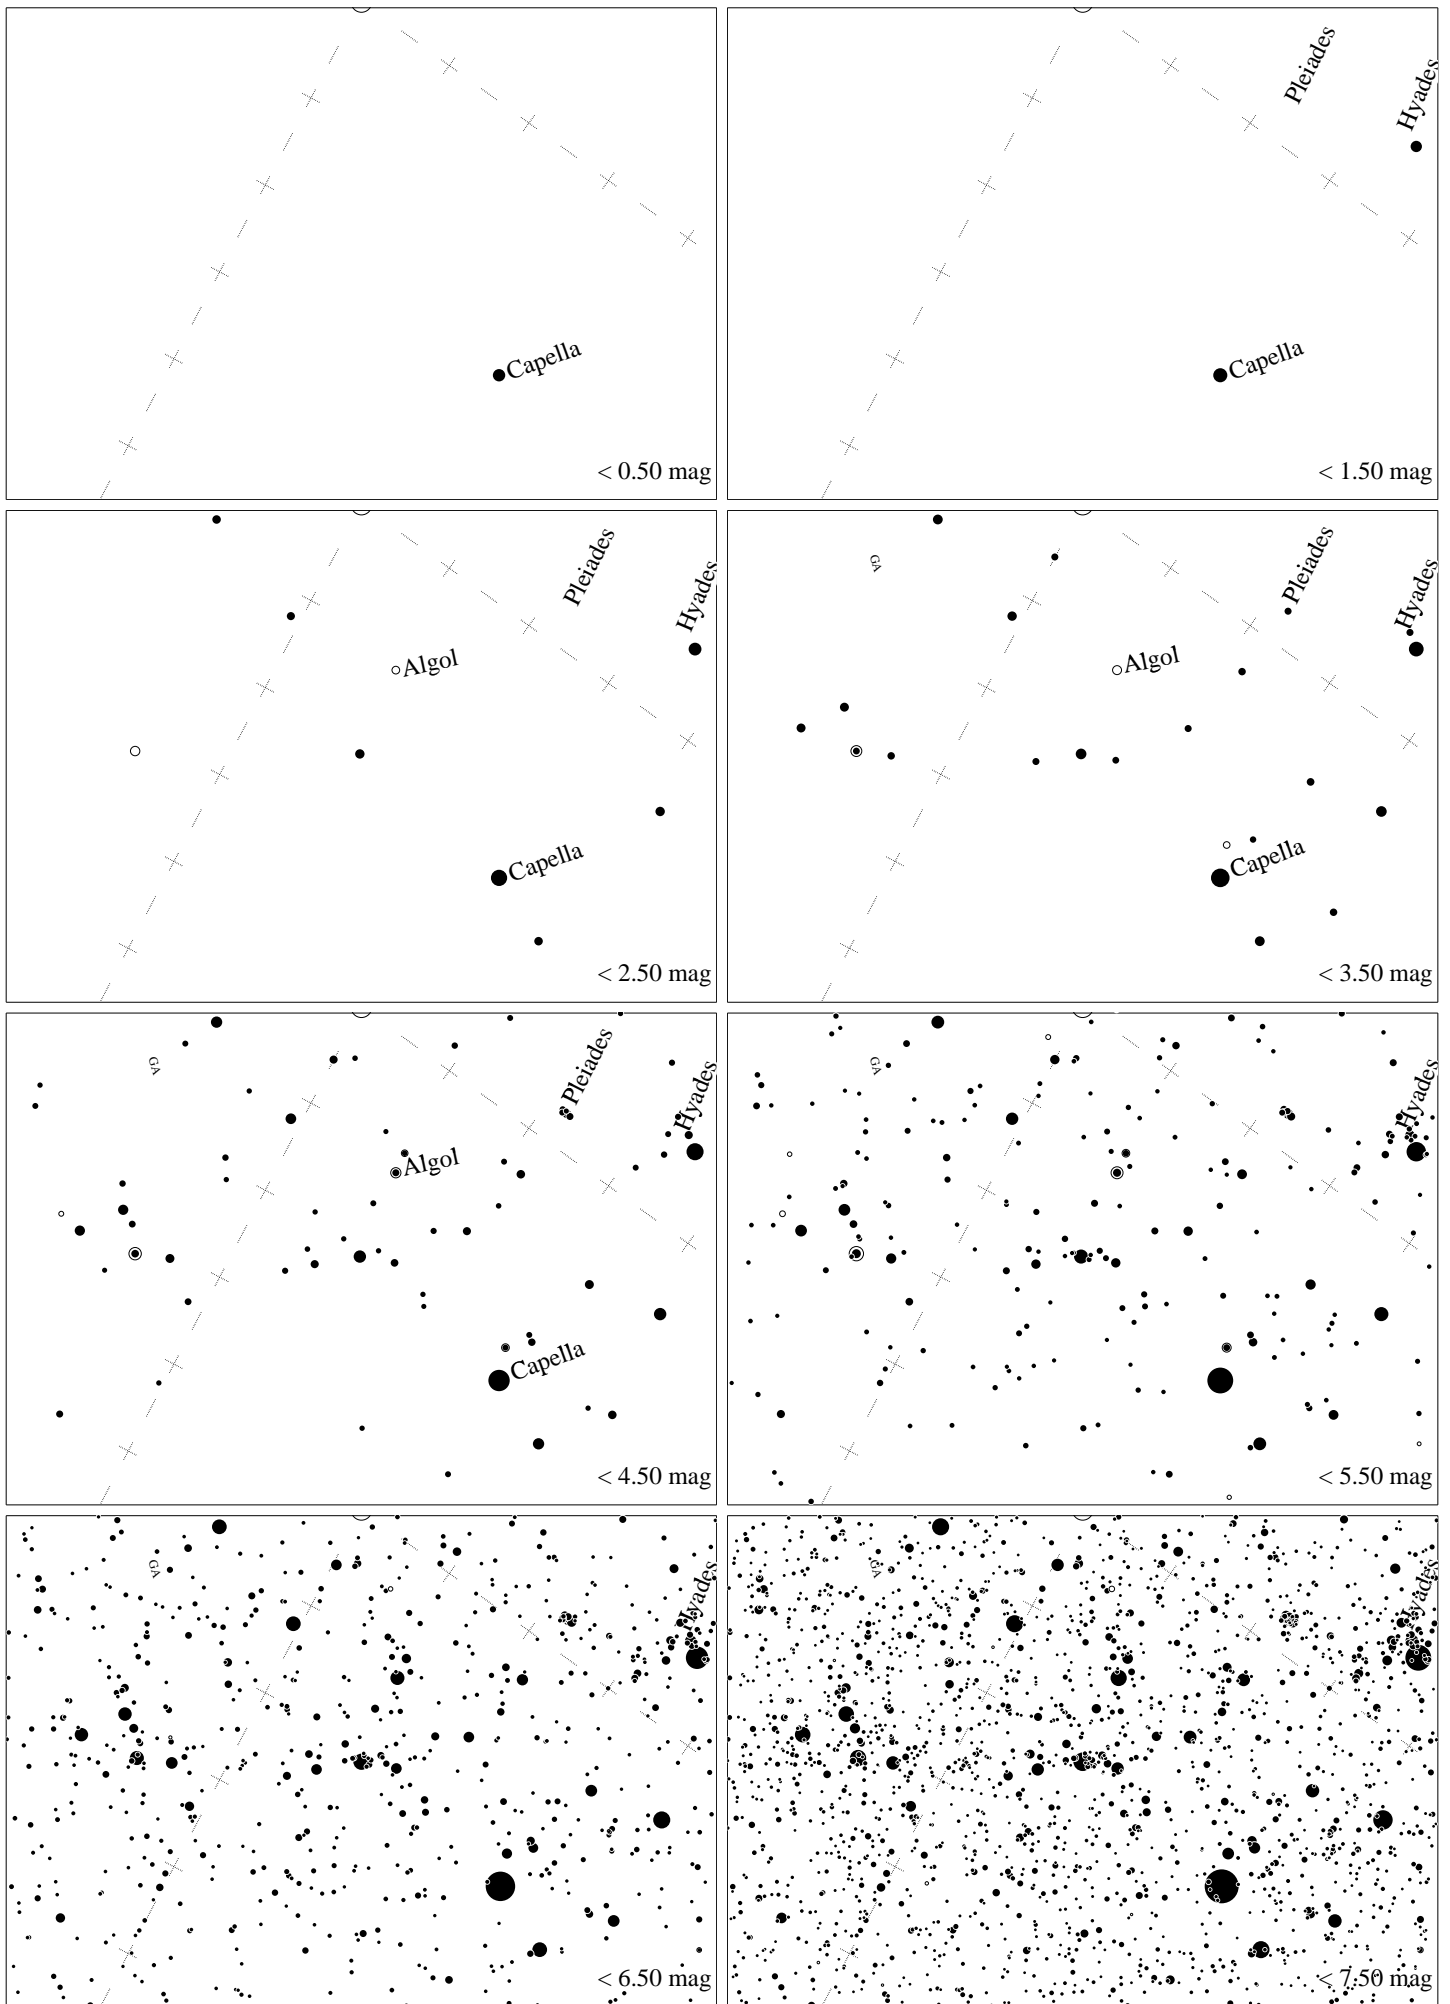 Capella
< 0.50 mag
Pleiades
Hyades
Capella
< 1.50 mag
Pleiades
Hyades
Algol
Capella
< 2.50 mag
GA
Pleiades
Hyades
Algol
Capella
< 3.50 mag
GA
Pleiades
Hyades
Algol
Capella
< 4.50 mag
GA
Hyades
< 5.50 mag
GA
Hyades
< 6.50 mag
GA
Hyades
< 7.50 mag